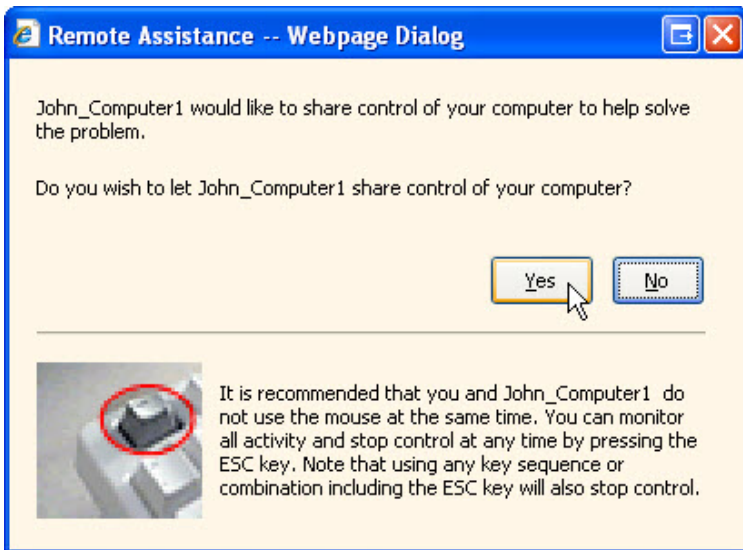 Remote Assistance -- Webpage Dialog
John_Computer1 would like to share control of your computer to help solve
the problem.
Do you wish to let John_Computer1 share control of your computer?
Yes
No
It is recommended that you and John_Computer1 do
not use the mouse at the same time. You can monitor
all activity and stop control at any time by pressing the
ESC key. Note that using any key sequence or
combination including the ESC key will also stop control.